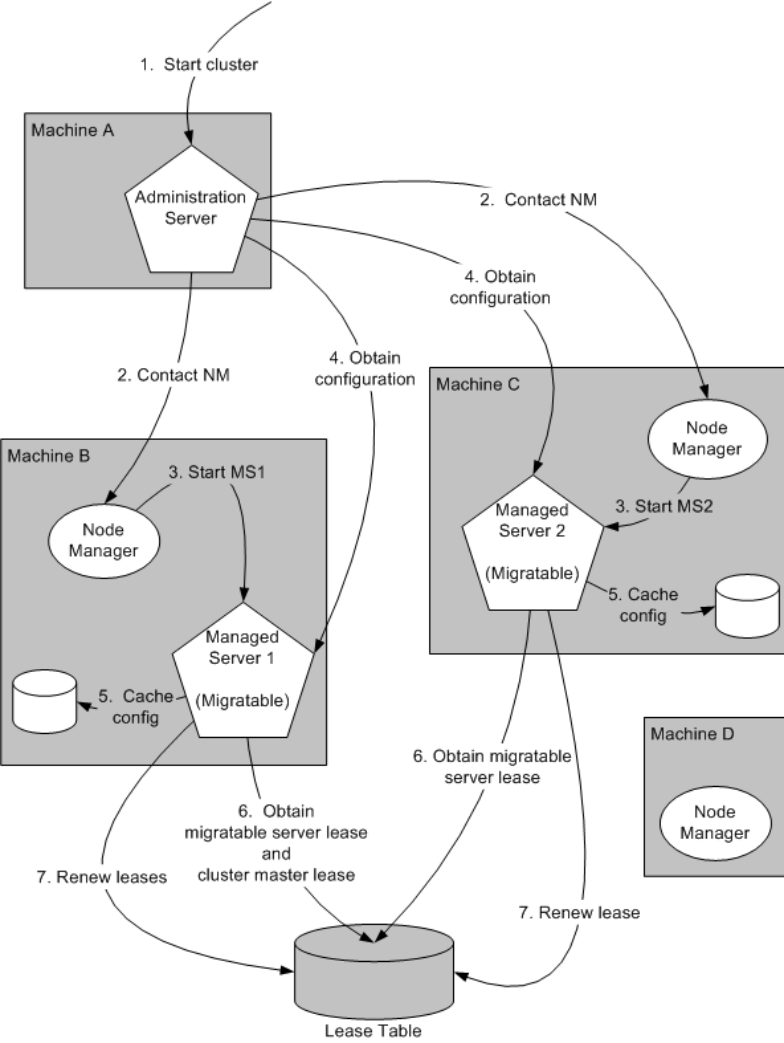 1. Start cluster
Machine A
Administration
Server
2. Contact NM
4. Obtain
configuration
2. Contact NM
4. Obtain
configuration
Machine C
Node
Manager
3. Start MS2
Managed
Server 2
(Migratable)
5. Cache
config
Machine B
3. Start MS1
Node
Manager
Managed
Server 1
(Migratable)
5. Cache
config
Machine D
Node
Manager
6. Obtain migratable
server lease
6. Obtain
migratable server lease
and
cluster master lease
7. Renew leases
7. Renew lease
Lease Table